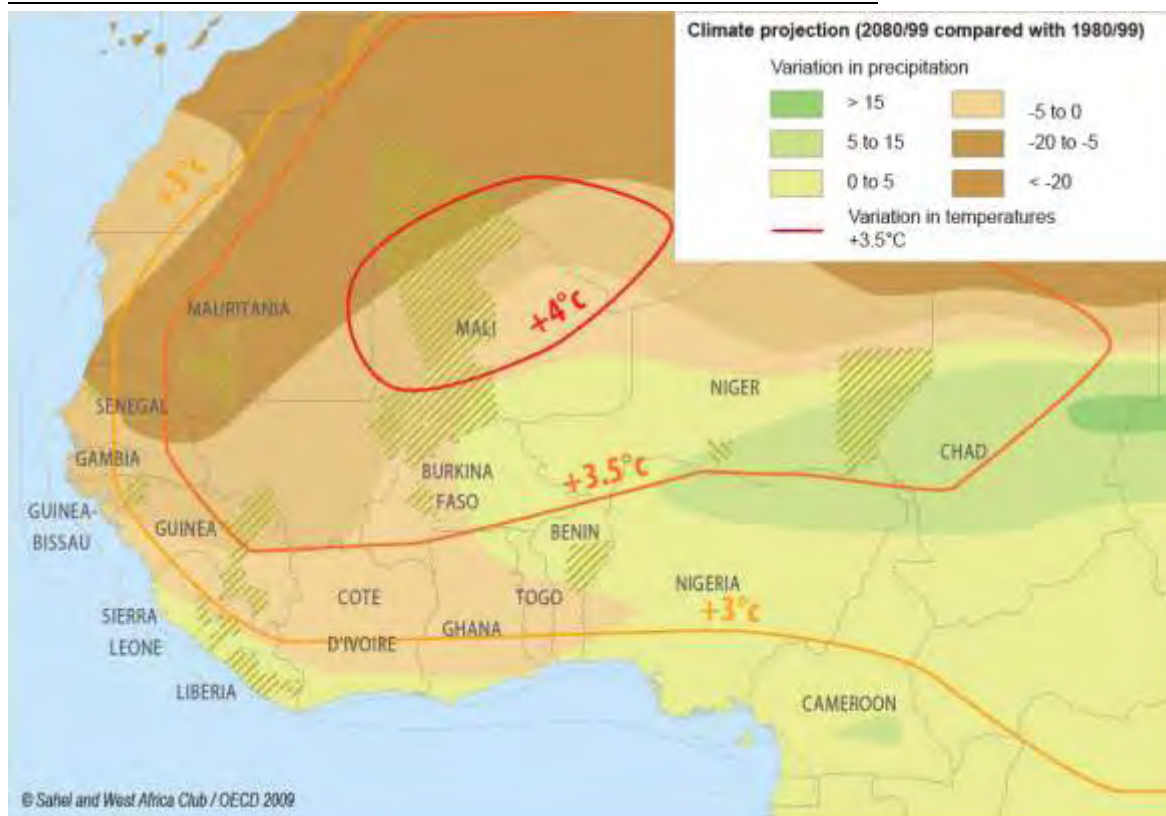 Climate projection (2080/99 compared with 1980/99)
Variation in precipitation
> 15
-5 to 0
5 to 15
-20 to -5
0 to 5
< -20
Variation in temperatures
+3.5°C
+3°c
MAURITANIA
MALI
+4°c
NIGER
SENEGAL
CHAD
GAMBIA
BURKINA
FASO
+3.5°c
GUINEA-
BISSAU
GUINEA
BENIN
NIGERIA
+3°c
COTE
D'IVOIRE
TOGO
GHANA
SIERRA
LEONE
LIBERIA
CAMEROON
© Sahel and West Africa Club / OECD 2009